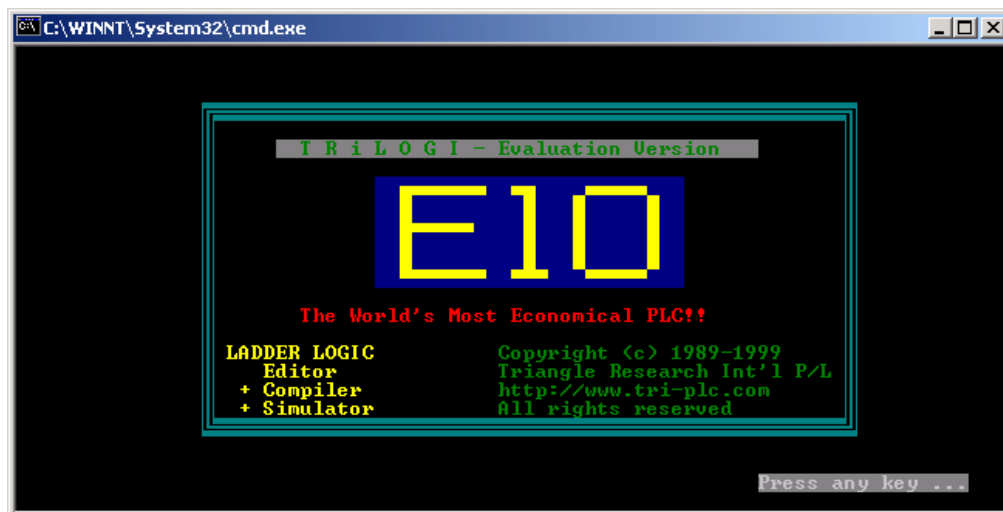 C:\WINNT\System32\cmd.exe
T R i L O G I - Evaluation Version
E10
The World's Most Economical PLC!!
LADDER LOGIC Copyright (c) 1989-1999
Editor Triangle Research Int'l P/L
+ Compiler http://www.tri-plc.com
+ Simulator All rights reserved
Press any key ...